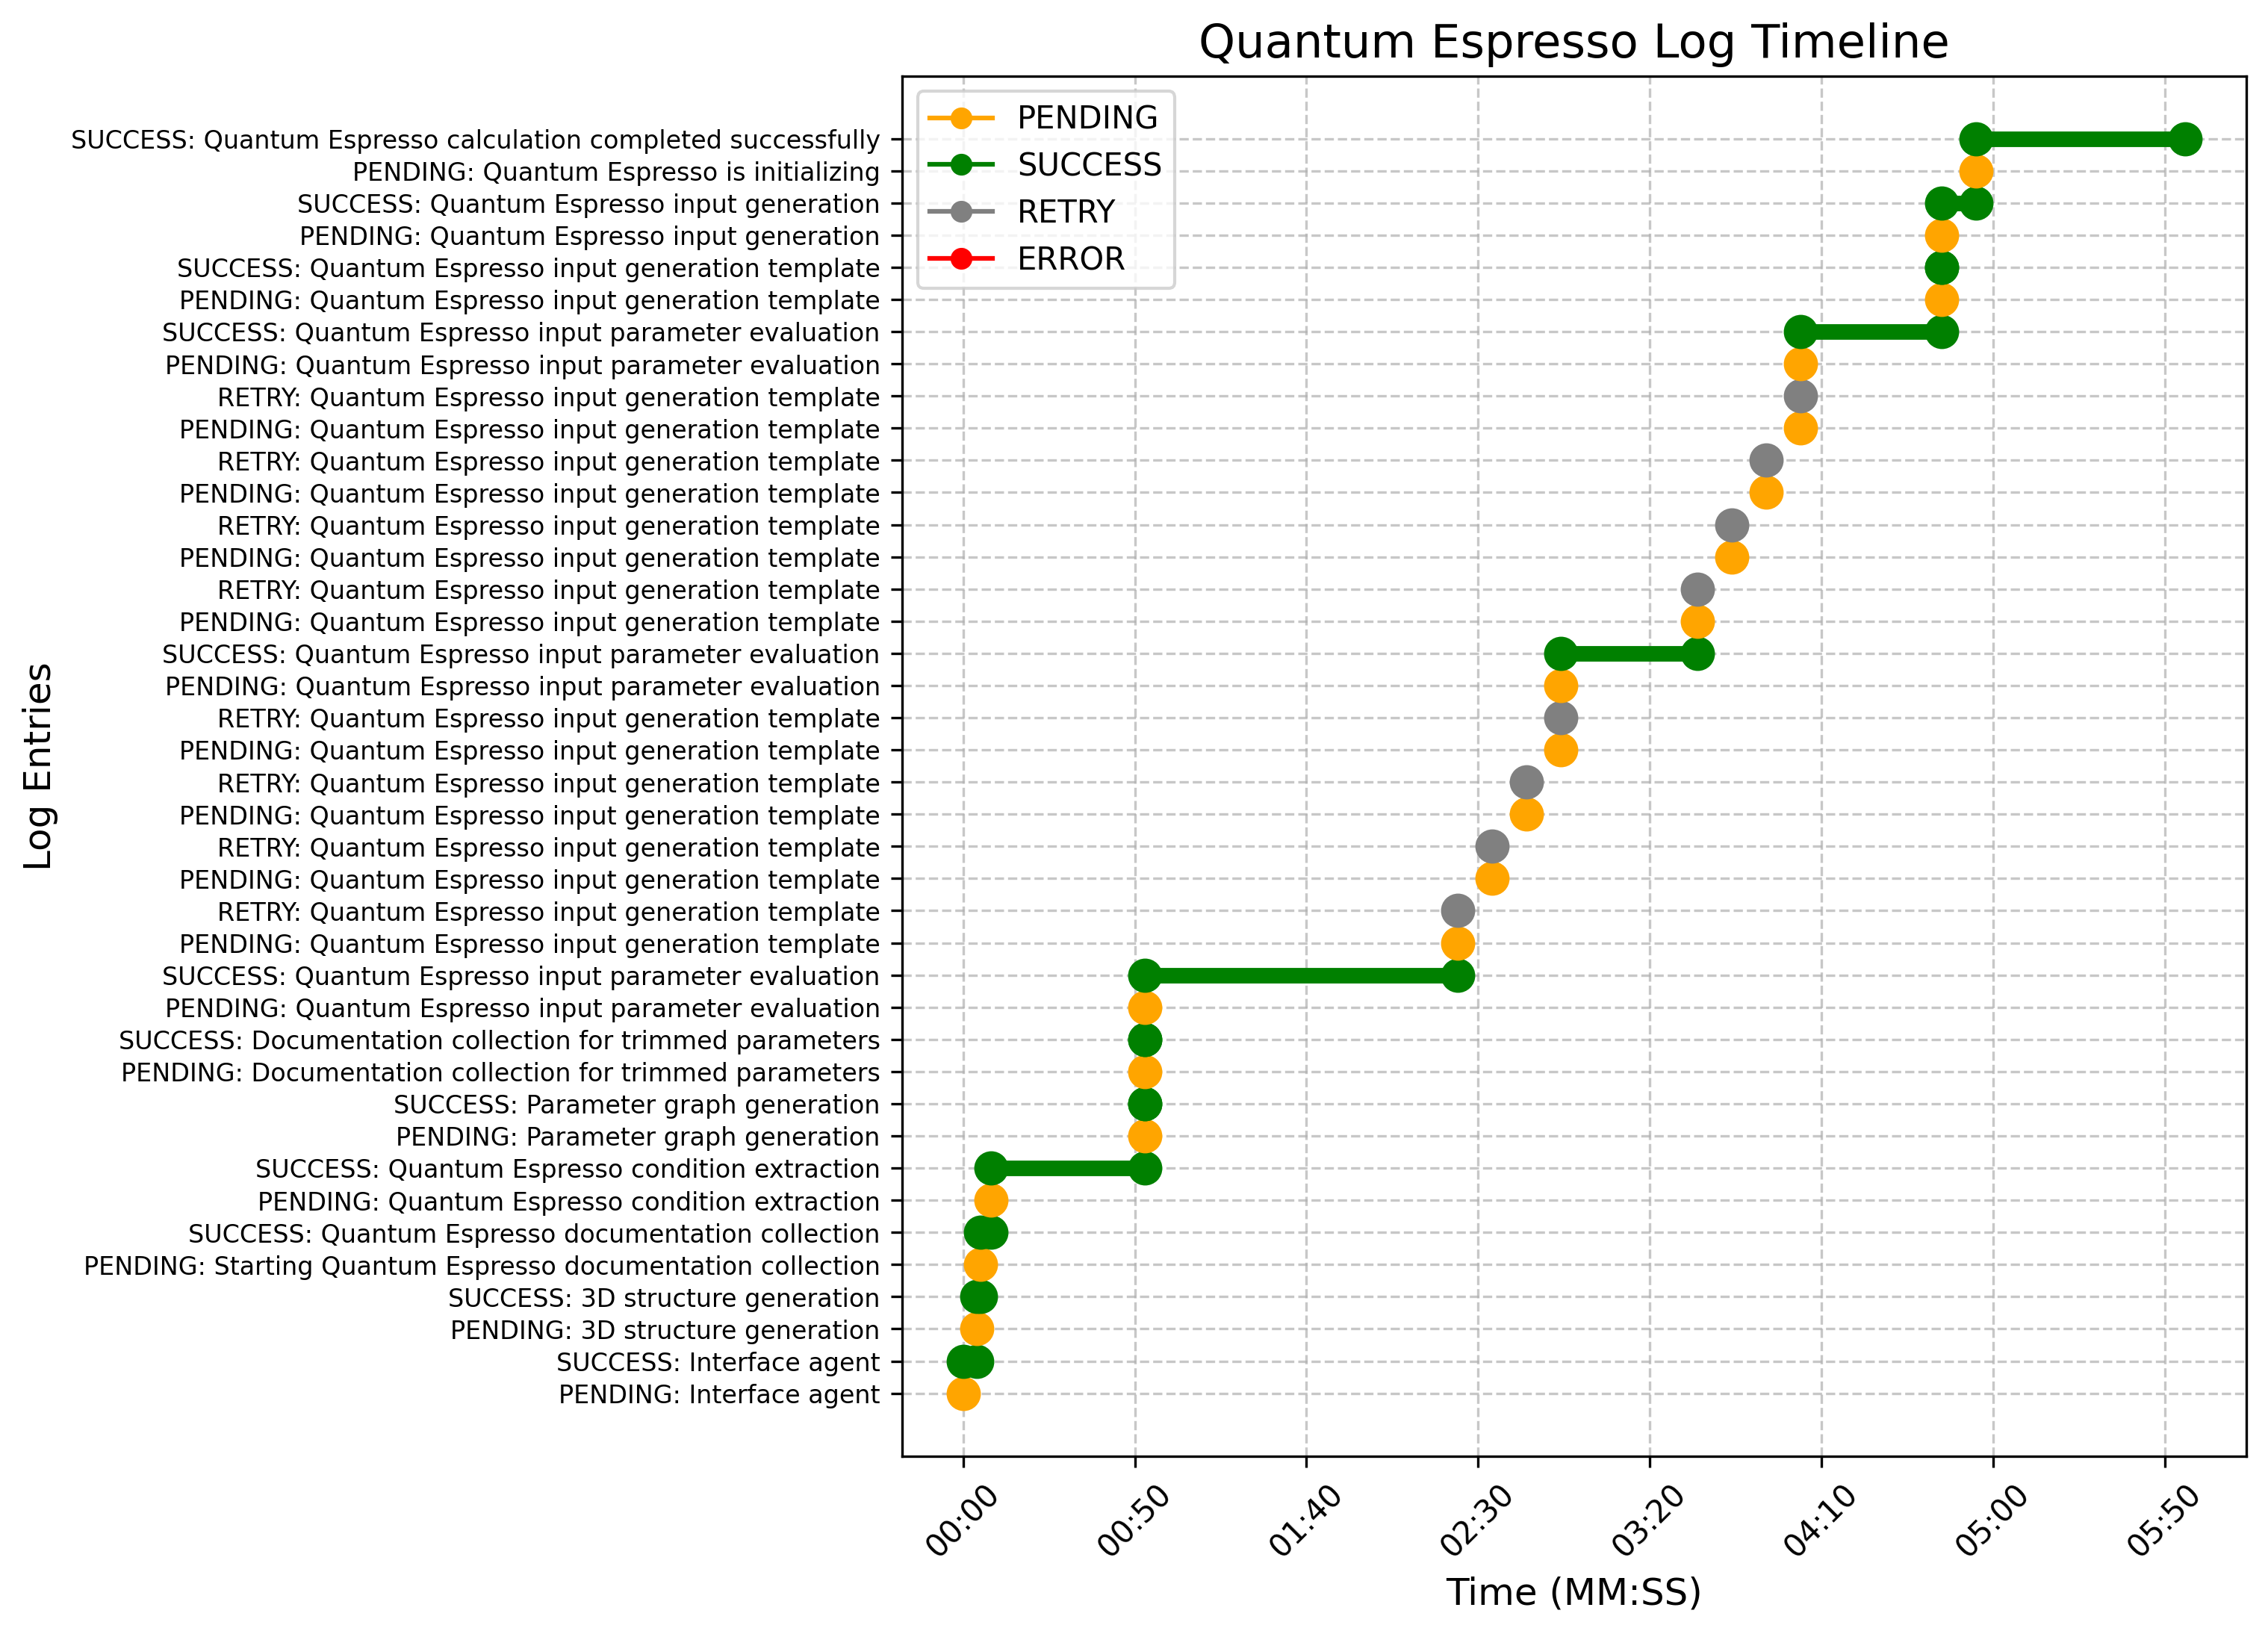 Quantum Espresso Log Timeline
PENDING
SUCCESS
RETRY
ERROR
SUCCESS: Quantum Espresso calculation completed successfully
PENDING: Quantum Espresso is initializing
SUCCESS: Quantum Espresso input generation
PENDING: Quantum Espresso input generation
SUCCESS: Quantum Espresso input generation template
PENDING: Quantum Espresso input generation template
SUCCESS: Quantum Espresso input parameter evaluation
PENDING: Quantum Espresso input parameter evaluation
RETRY: Quantum Espresso input generation template
PENDING: Quantum Espresso input generation template
RETRY: Quantum Espresso input generation template
PENDING: Quantum Espresso input generation template
RETRY: Quantum Espresso input generation template
PENDING: Quantum Espresso input generation template
RETRY: Quantum Espresso input generation template
PENDING: Quantum Espresso input generation template
SUCCESS: Quantum Espresso input parameter evaluation
PENDING: Quantum Espresso input parameter evaluation
RETRY: Quantum Espresso input generation template
PENDING: Quantum Espresso input generation template
RETRY: Quantum Espresso input generation template
PENDING: Quantum Espresso input generation template
RETRY: Quantum Espresso input generation template
PENDING: Quantum Espresso input generation template
RETRY: Quantum Espresso input generation template
PENDING: Quantum Espresso input generation template
SUCCESS: Quantum Espresso input parameter evaluation
PENDING: Quantum Espresso input parameter evaluation
SUCCESS: Documentation collection for trimmed parameters
PENDING: Documentation collection for trimmed parameters
SUCCESS: Parameter graph generation
PENDING: Parameter graph generation
SUCCESS: Quantum Espresso condition extraction
PENDING: Quantum Espresso condition extraction
SUCCESS: Quantum Espresso documentation collection
PENDING: Starting Quantum Espresso documentation collection
SUCCESS: 3D structure generation
PENDING: 3D structure generation
SUCCESS: Interface agent
PENDING: Interface agent
Log Entries
00:00
00:50
01:40
02:30
03:20
04:10
05:00
05:50
Time (MM:SS)